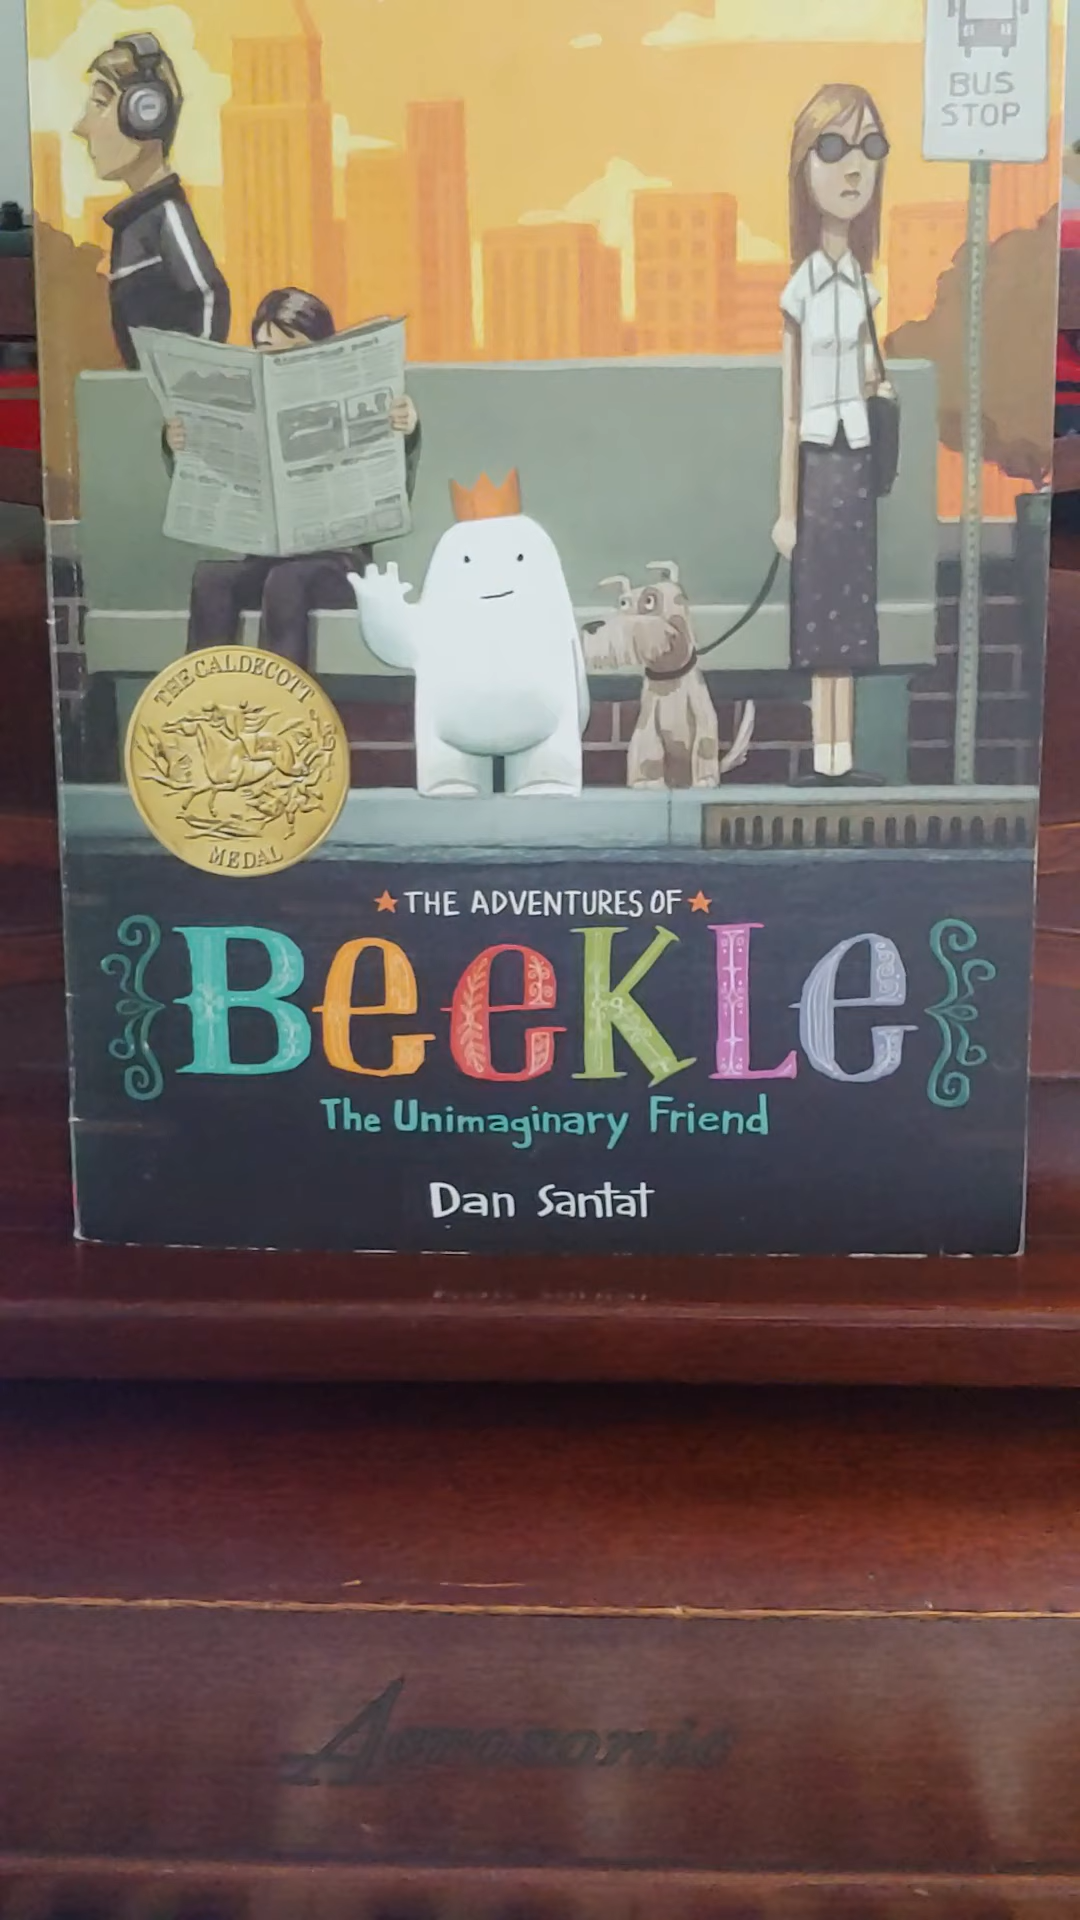 BUS
STOP
THE CALDECOTT
MEDAL
THE ADVENTURES OF
BeeKLe
The Unimaginary Friend
Dan Santat